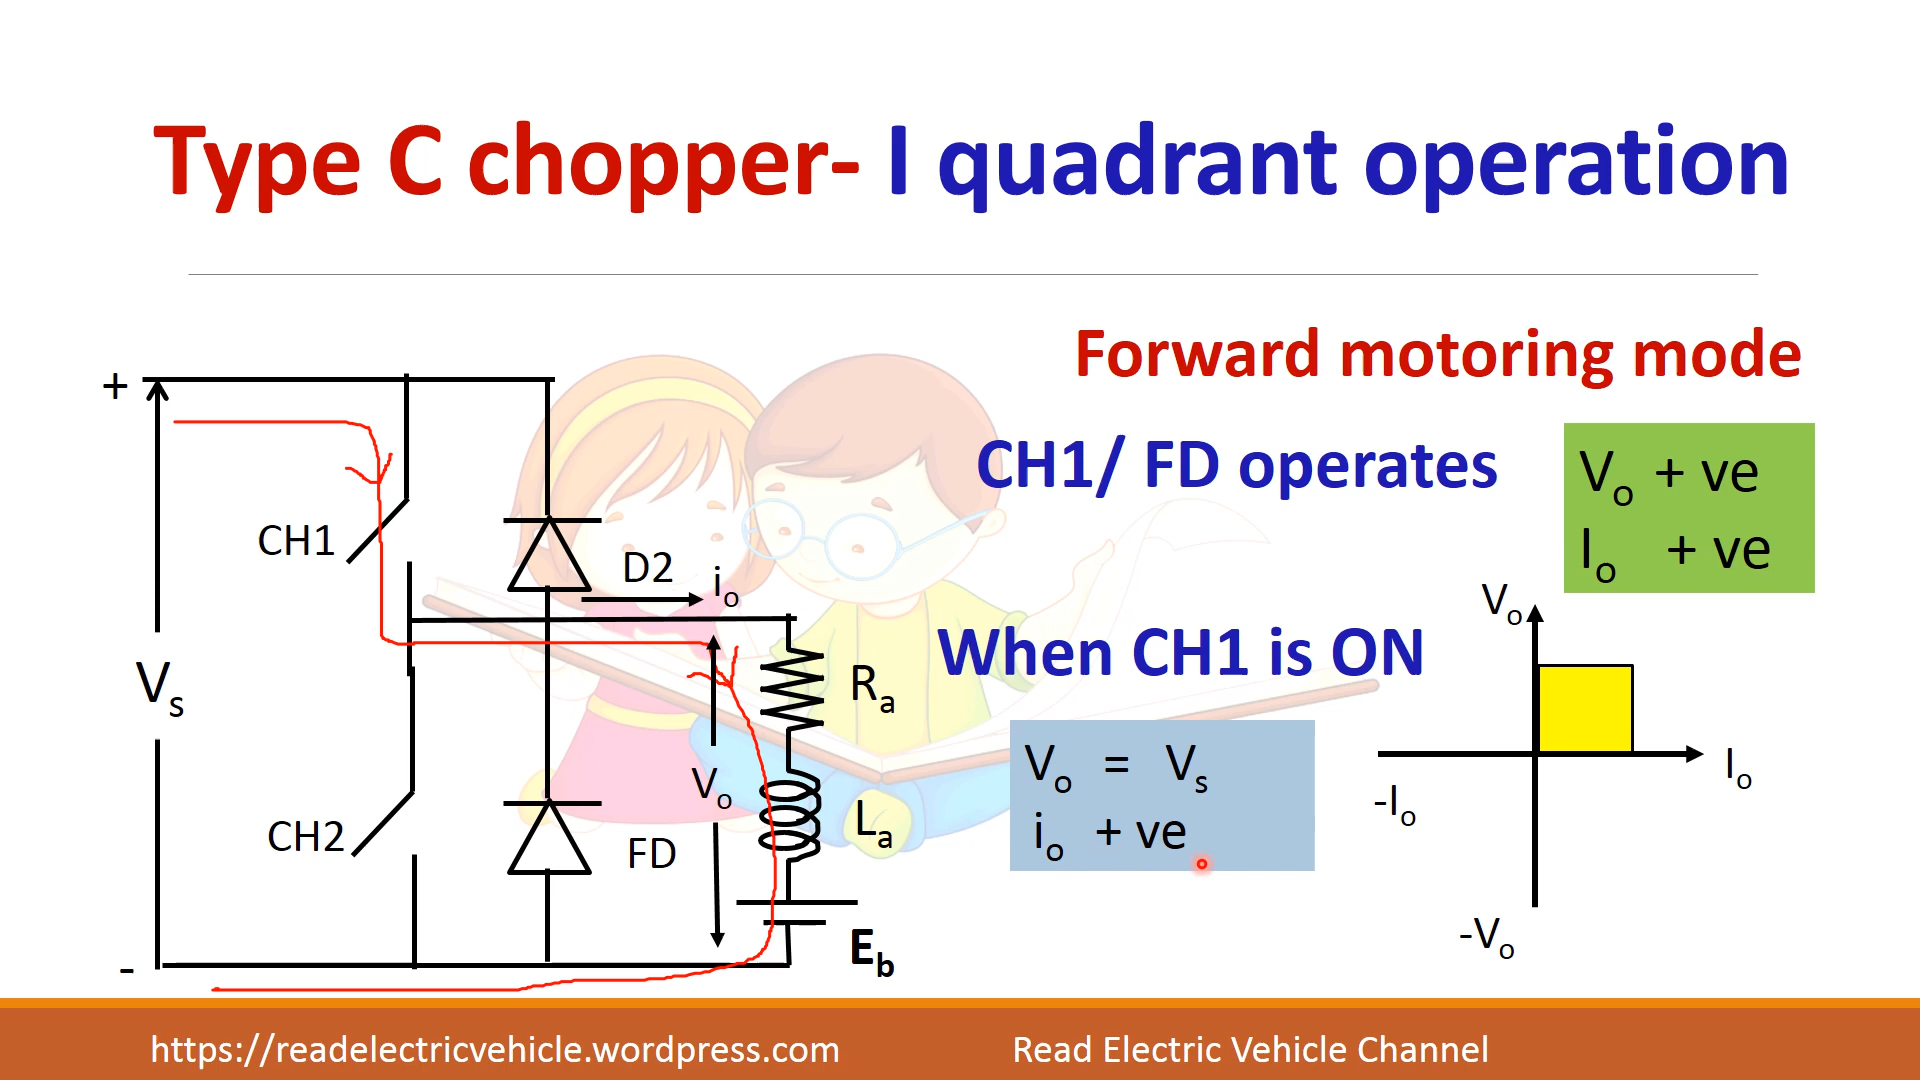 Type C chopper- I quadrant operation
Forward motoring mode
CH1/ FD operates
Vo + ve
Io + ve
+
CH1
D2
io
Vo
When CH1 is ON
Vs
Ra
Vo = Vs
io + ve
Vo
Io
-Io
CH2
FD
La
Eb
-Vo
-
https://readelectricvehicle.wordpress.com
Read Electric Vehicle Channel